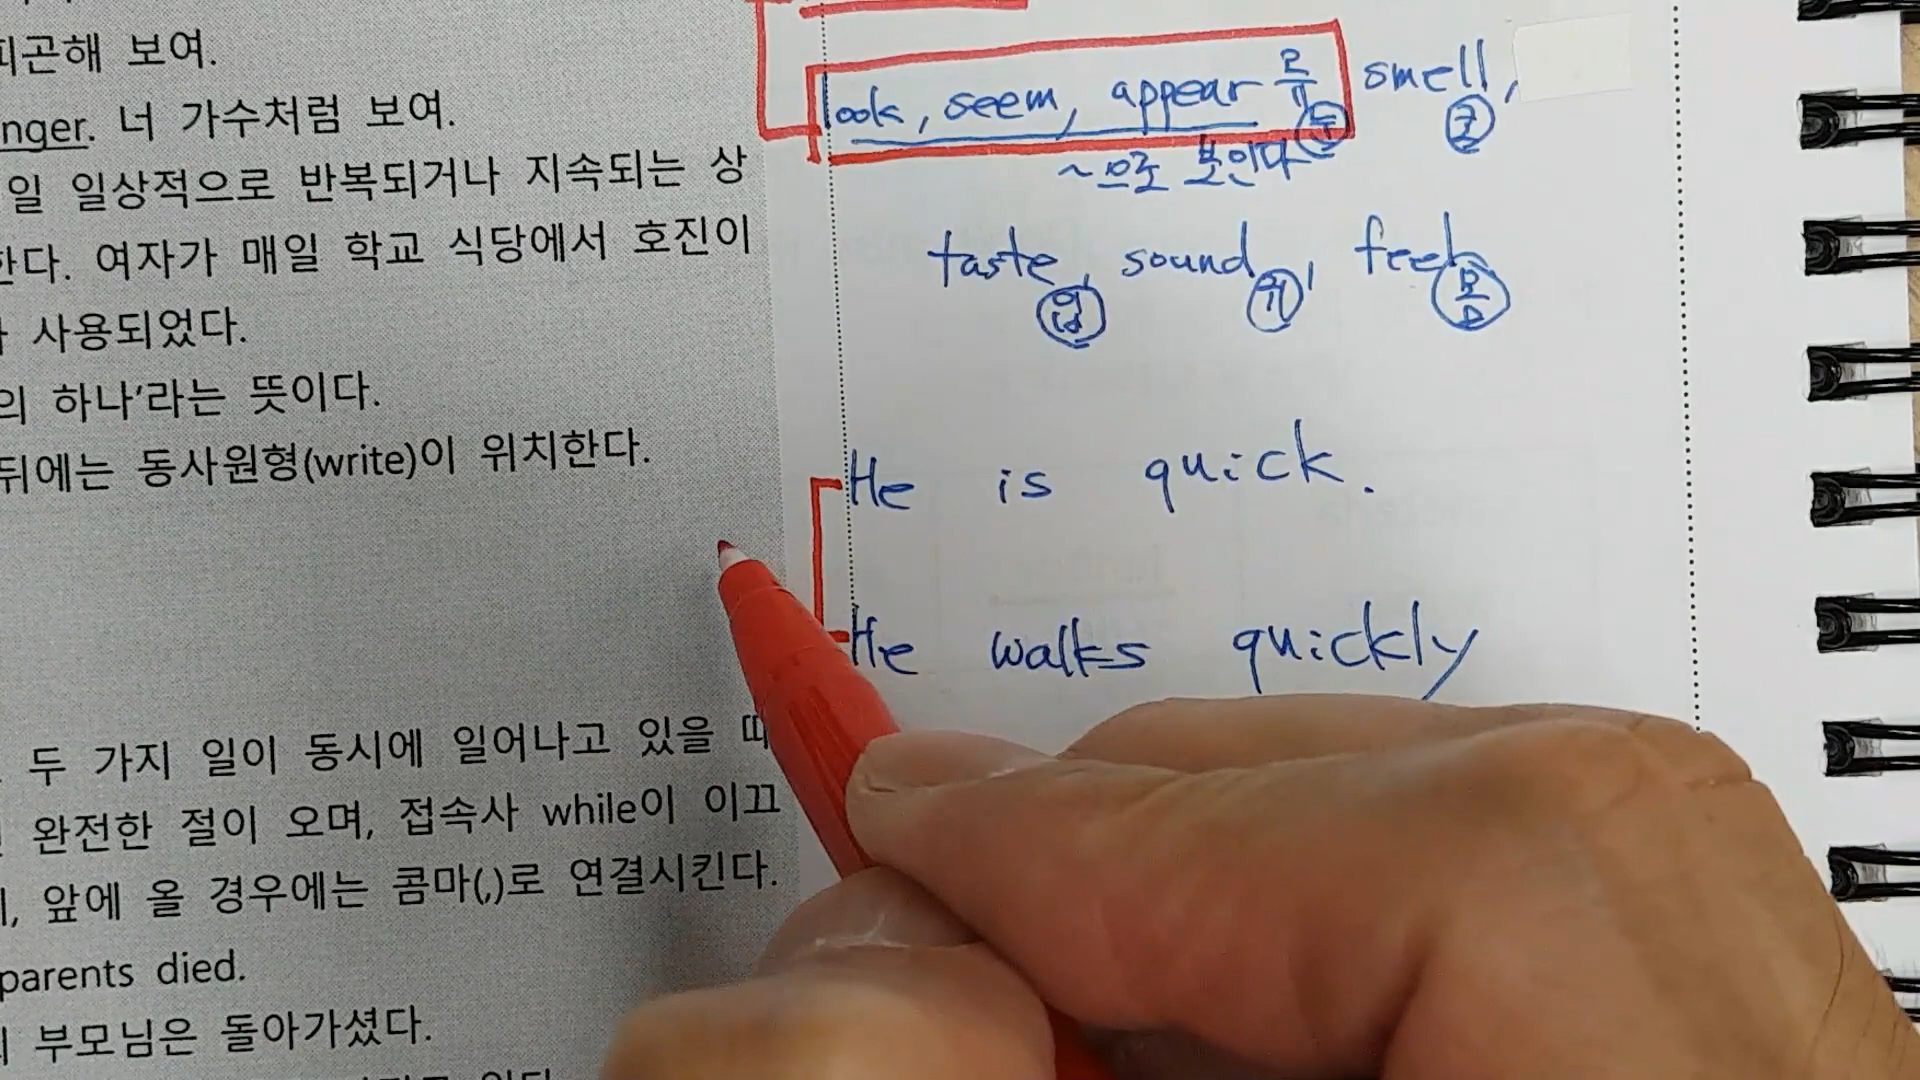 피곤해 보여.
nger. 너 가수처럼 보여.
일 일상적으로 반복되거나 지속되는 상
한다. 여자가 매일 학교 식당에서 호진이
사용되었다.
의 하나'라는 뜻이다.
뒤에는 동사원형(write)이 위치한다.
두 가지 일이 동시에 일어나고 있을 때
완전한 절이 오며, 접속사 while이 이끄
앞에 올 경우에는 콤마(,)로 연결시킨다.
parents died.
부모님은 돌아가셨다.
look, seem, appear 눈 smell, 코
~으로 보인다
taste, 입 sound, 귀 feel 몸
He is quick.
He walks quickly